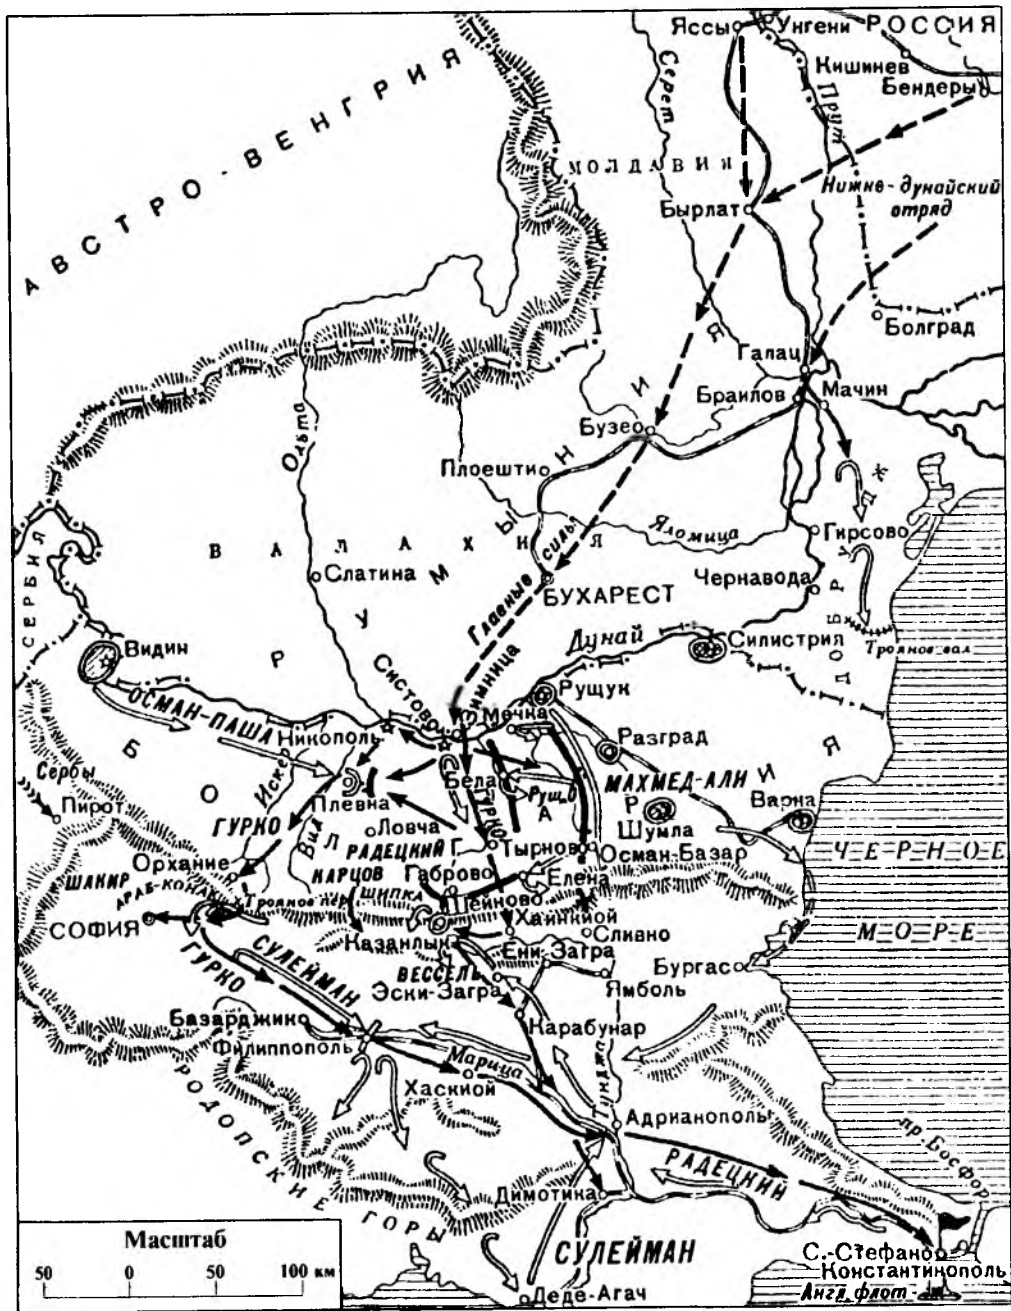 Яссы
Унгени
РОССИЯ
Кишинев
Бендеры
Серет
Прут
АВСТРО-ВЕНГРИЯ
МОЛДАВИЯ
Нижне-дунайский
отряд
Бырлат
Болград
Галац
Браилов
Мачин
Бузео
Ольта
Плоешти
РУМЫНИЯ
Яломица
Гирсово
ВАЛАХИЯ
Слатина
Главные силы
БУХАРЕСТ
Чернавода
ДОБРУДЖА
СЕРБИЯ
Дунай
Силистрия
Троянов вал
Видин
Систово
Зимница
Рущук
ОСМАН-ПАША
Мечка
Никополь
Разград
БОЛГАРИЯ
Сербы
Искер
Бела
МАХМЕД-АЛИ
Рущ.О
Варна
Пирот
Плевна
ГУРКО
Шумла
ГУРКО
Вид
Ловча
РАДЕЦКИЙ Г.
Тырново
Осман-Базар
ЧЕРНОЕ
Орхание
КАРЦОВ
Габрово
Елена
ШАКИР
АРАБ-КОНАК
Троянов пер.
ШИПКА
Шейново
СОФИЯ
Хаинкиой
Сливно
МОРЕ
Казанлык
ГУРКО
СУЛЕЙМАН
Ени-Загра
Бургас
ВЕССЕЛЬ
Эски-Загра
Ямболь
Базарджик
Карабунар
Филиппополь
Марица
Тунджа
Хаскиой
РОДОПСКИЕ ГОРЫ
Адрианополь
пр. Босфор
РАДЕЦКИЙ
Димотика
Масштаб
СУЛЕЙМАН
С.-Стефано
Константинополь
50 0 50 100 км
Деде-Агач
Англ. флот